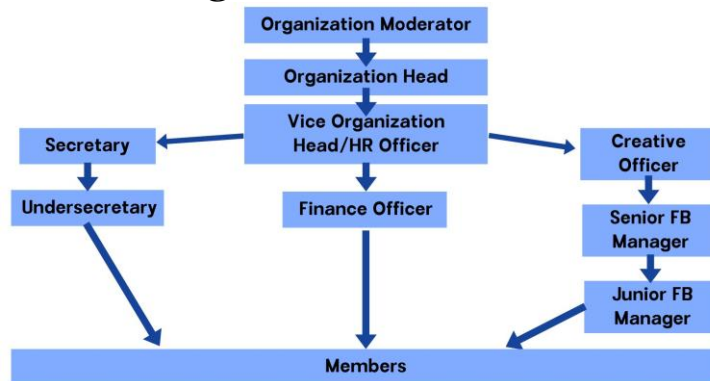 Organization Moderator
Organization Head
Vice Organization
Head/HR Officer
Secretary
Creative
Officer
Undersecretary
Finance Officer
Senior FB
Manager
Junior FB
Manager
Members